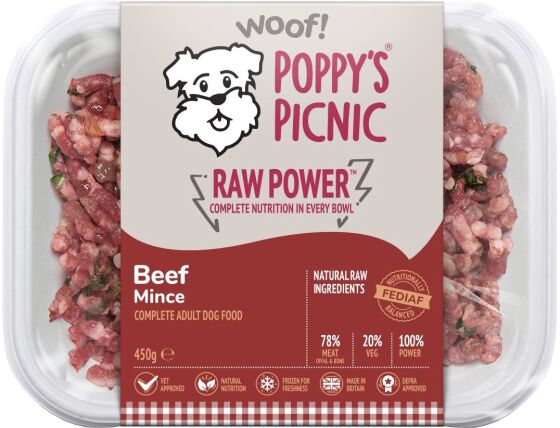 woof!
POPPY'S®
PICNIC
RAW POWER™
COMPLETE NUTRITION IN EVERY BOWL
Beef
Mince
COMPLETE ADULT DOG FOOD
450g ℮
NATURAL RAW
INGREDIENTS
NUTRITIONALLY
FEDIAF
BALANCED
78%
MEAT
OFFAL & BONE
20%
VEG
100%
POWER
VET
APPROVED
NATURAL
NUTRITION
FROZEN FOR
FRESHNESS
MADE IN
BRITAIN
DEFRA
APPROVED